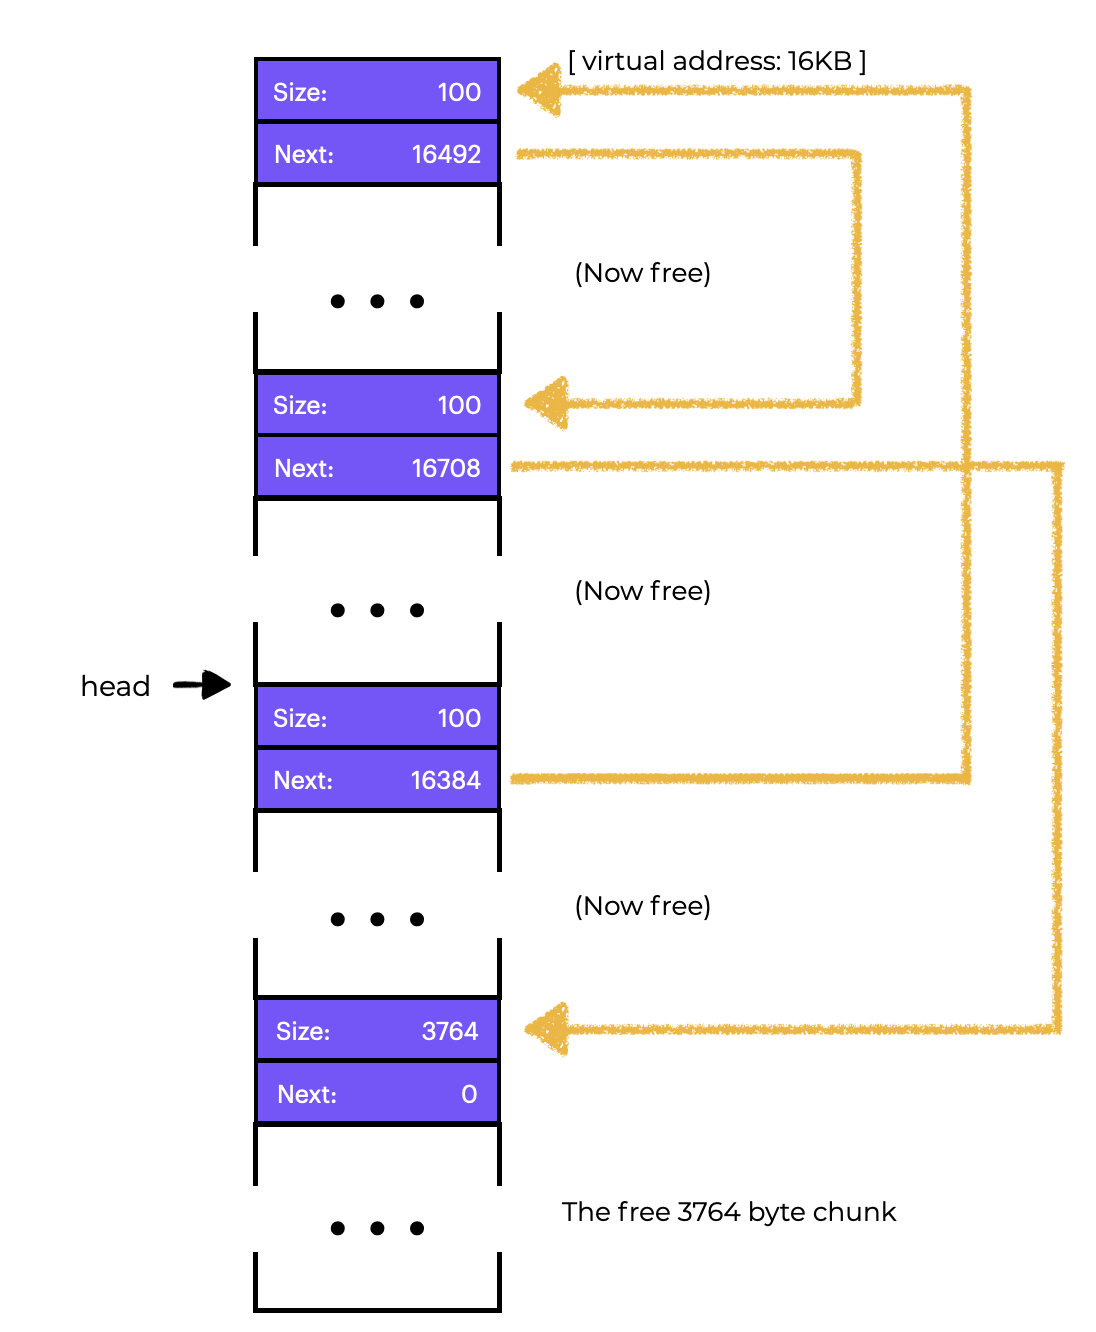 [ virtual address: 16KB ]
Size: 100
Next: 16492
(Now free)
Size: 100
Next: 16708
(Now free)
head
Size: 100
Next: 16384
(Now free)
Size: 3764
Next: 0
The free 3764 byte chunk